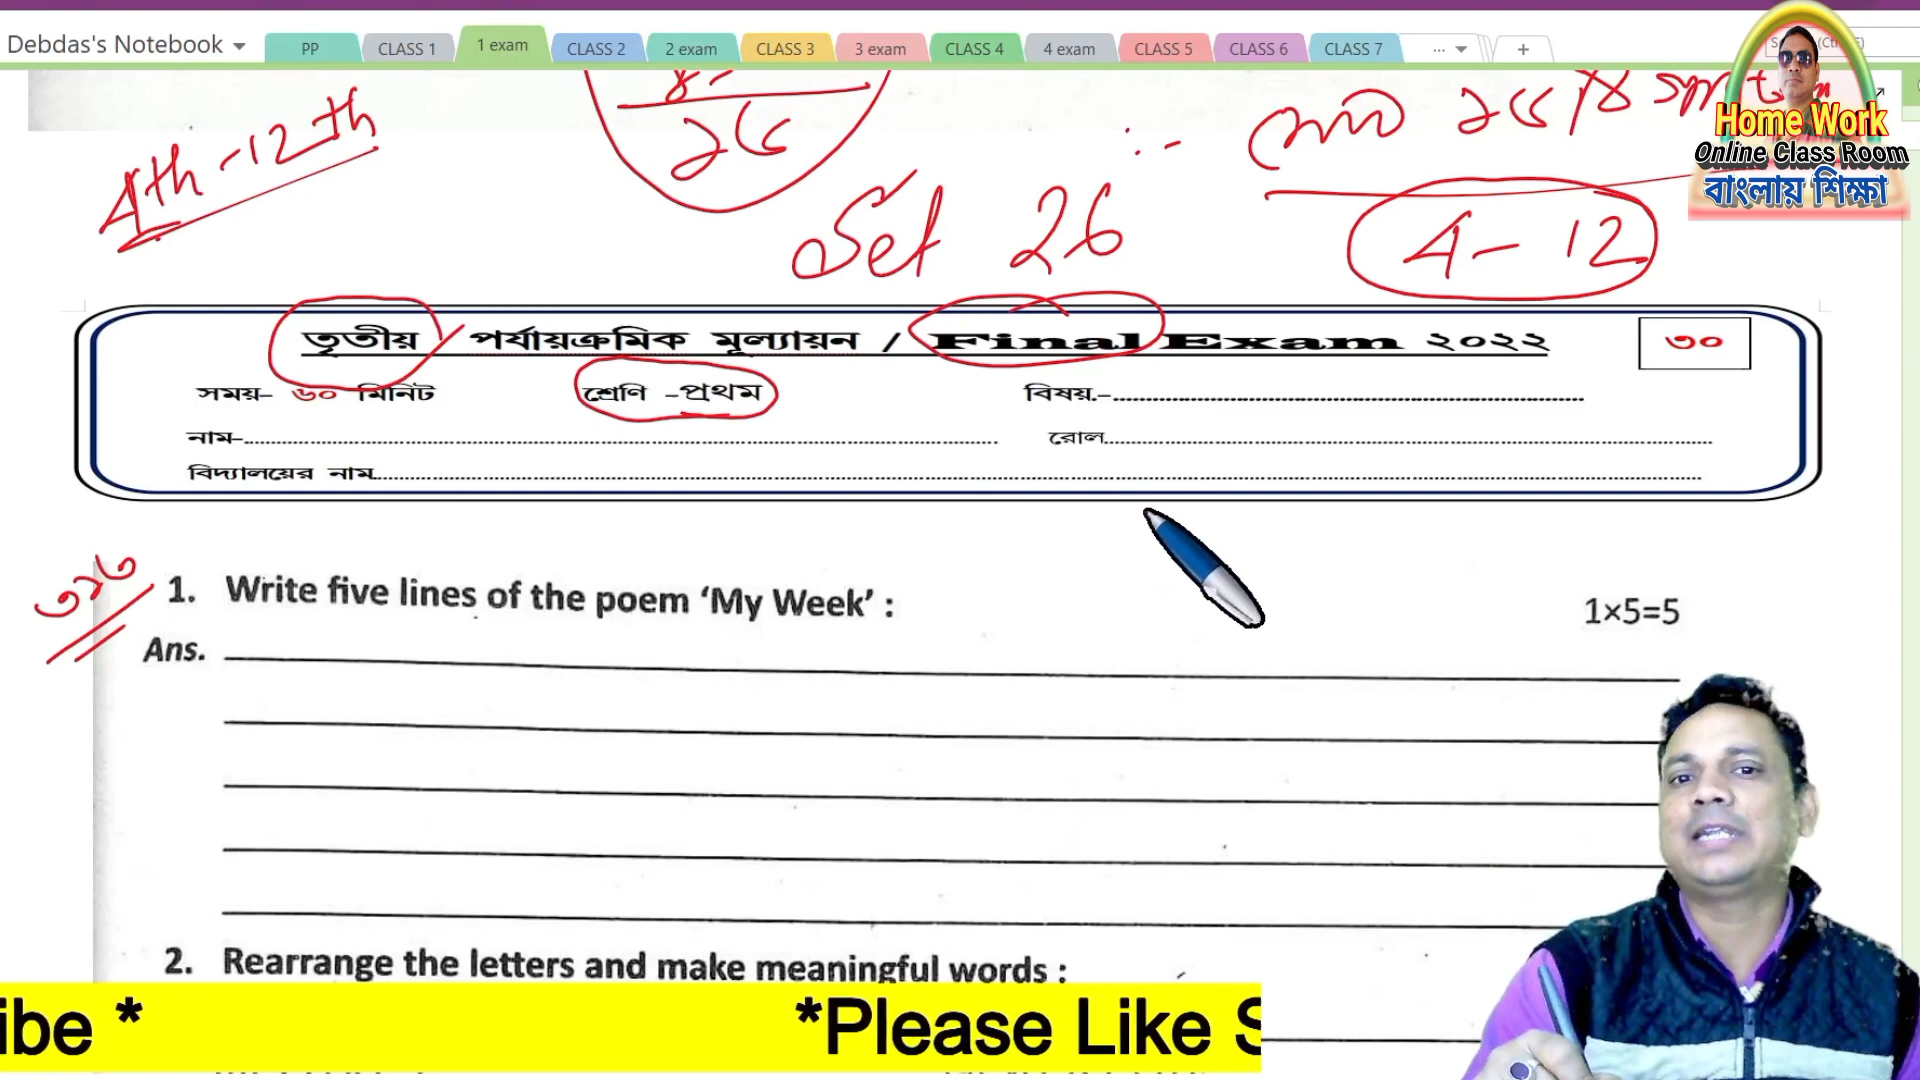 Debdas's Notebook
PP
CLASS 1
1 exam
CLASS 2
2 exam
CLASS 3
3 exam
CLASS 4
4 exam
CLASS 5
CLASS 6
CLASS 7
Home Work
Online Class Room
বাংলায় শিক্ষা
4th - 12th
Set 26
4 - 12
তৃতীয় পর্যায়ক্রমিক মূল্যায়ন / Final Exam ২০২২
৩০
সময়- ৬০ মিনিট শ্রেণি -প্রথম বিষয়.-
নাম- রোল
বিদ্যালয়ের নাম
1. Write five lines of the poem ‘My Week’ : 1×5=5
Ans.
2. Rearrange the letters and make meaningful words :
ibe * *Please Like S